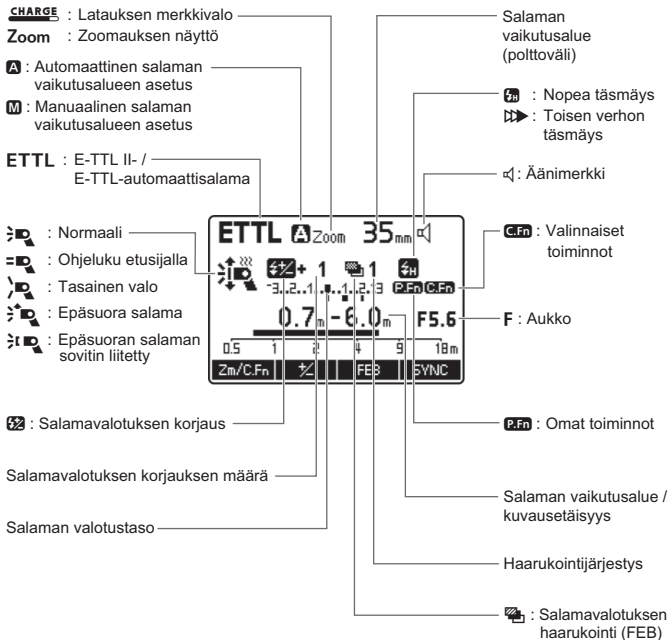 CHARGE : Latauksen merkkivalo
Zoom : Zoomauksen näyttö
A : Automaattinen salaman
vaikutusalueen asetus
M : Manuaalinen salaman
vaikutusalueen asetus
ETTL : E-TTL II- /
E-TTL-automaattisalama
: Normaali
: Ohjeluku etusijalla
: Tasainen valo
: Epäsuora salama
: Epäsuoran salaman
sovitin liitetty
: Salamavalotuksen korjaus
Salamavalotuksen korjauksen määrä
Salaman valotustaso
ETTL A Zoom 35mm
+ 1 1 H
-3..2..1..■..1..2.+3 P.Fn C.Fn
0.7m-6.0m F5.6
0.5 1 2 4 9 18m
Zm/C.Fn +/- FEB SYNC
Salaman
vaikutusalue
(polttoväli)
H : Nopea täsmäys
: Toisen verhon
täsmäys
: Äänimerkki
C.Fn : Valinnaiset
toiminnot
F : Aukko
P.Fn : Omat toiminnot
Salaman vaikutusalue /
kuvausetäisyys
Haarukointijärjestys
: Salamavalotuksen
haarukointi (FEB)